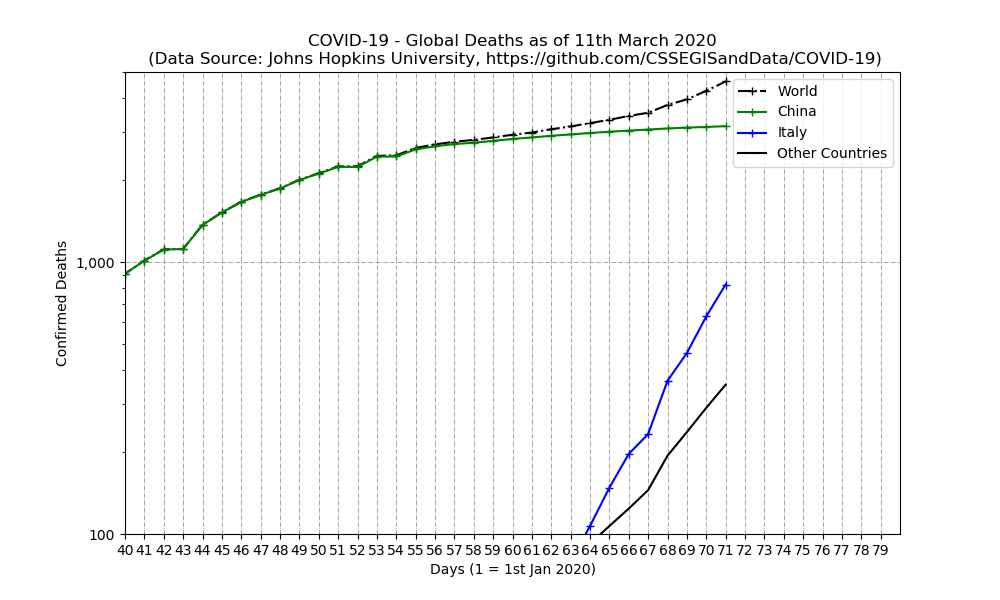 COVID-19 - Global Deaths as of 11th March 2020
(Data Source: Johns Hopkins University, https://github.com/CSSEGISandData/COVID-19)
World
China
Italy
Other Countries
Confirmed Deaths
1,000
100
40 41 42 43 44 45 46 47 48 49 50 51 52 53 54 55 56 57 58 59 60 61 62 63 64 65 66 67 68 69 70 71 72 73 74 75 76 77 78 79
Days (1 = 1st Jan 2020)